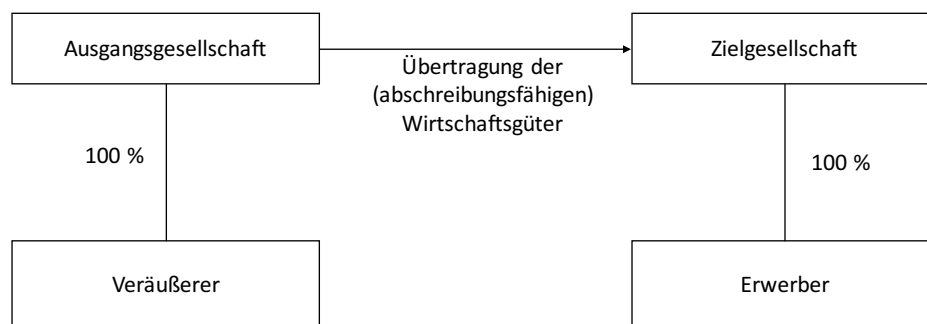 Ausgangsgesellschaft
Zielgesellschaft
Übertragung der
(abschreibungsfähigen)
Wirtschaftsgüter
100 %
100 %
Veräußerer
Erwerber